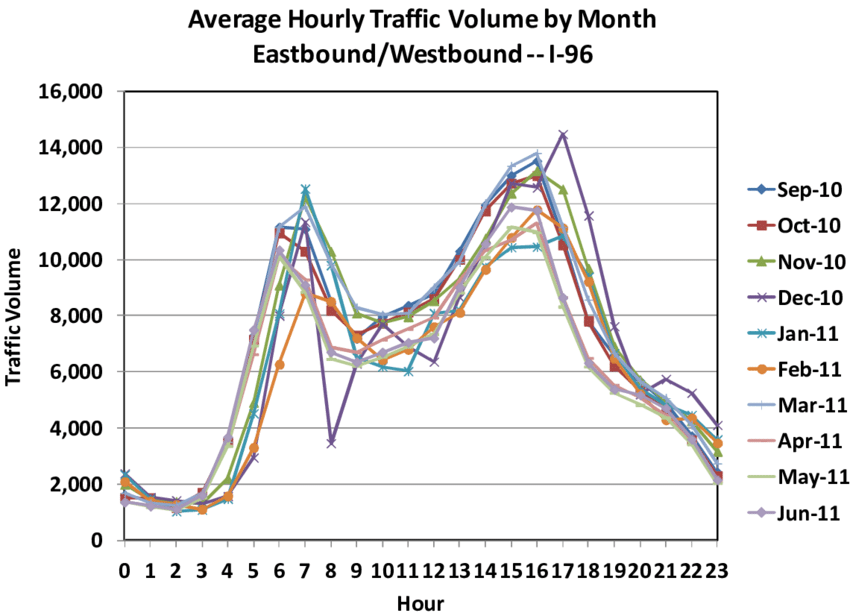 Average Hourly Traffic Volume by Month
Eastbound/Westbound -- I-96
16,000
14,000
12,000
10,000
8,000
6,000
4,000
2,000
0
Traffic Volume
0 1 2 3 4 5 6 7 8 9 10 11 12 13 14 15 16 17 18 19 20 21 22 23
Hour
Sep-10
Oct-10
Nov-10
Dec-10
Jan-11
Feb-11
Mar-11
Apr-11
May-11
Jun-11